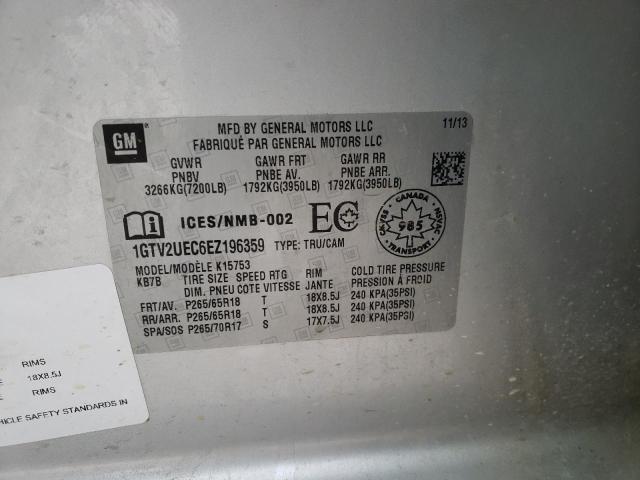 GM
MFD BY GENERAL MOTORS LLC 11/13
FABRIQUÉ PAR GENERAL MOTORS LLC
GVWR GAWR FRT GAWR RR
PNBV PNBE AV. PNBE ARR.
3266KG(7200LB) 1792KG(3950LB) 1792KG(3950LB)
ICES/NMB-002 EC
CANADA
CMVSS NSVAC
985
TRANSPORT
1GTV2UEC6EZ196359 TYPE: TRU/CAM
MODEL/MODÈLE K15753
KB7B TIRE SIZE SPEED RTG RIM COLD TIRE PRESSURE
DIM. PNEU COTE VITESSE JANTE PRESSION À FROID
FRT/AV. P265/65R18 T 18X8.5J 240 KPA(35PSI)
RR/ARR. P265/65R18 T 18X8.5J 240 KPA(35PSI)
SPA/SOS P265/70R17 S 17X7.5J 240 KPA(35PSI)
RIMS
18X8.5J
RIMS
SAFETY STANDARDS IN